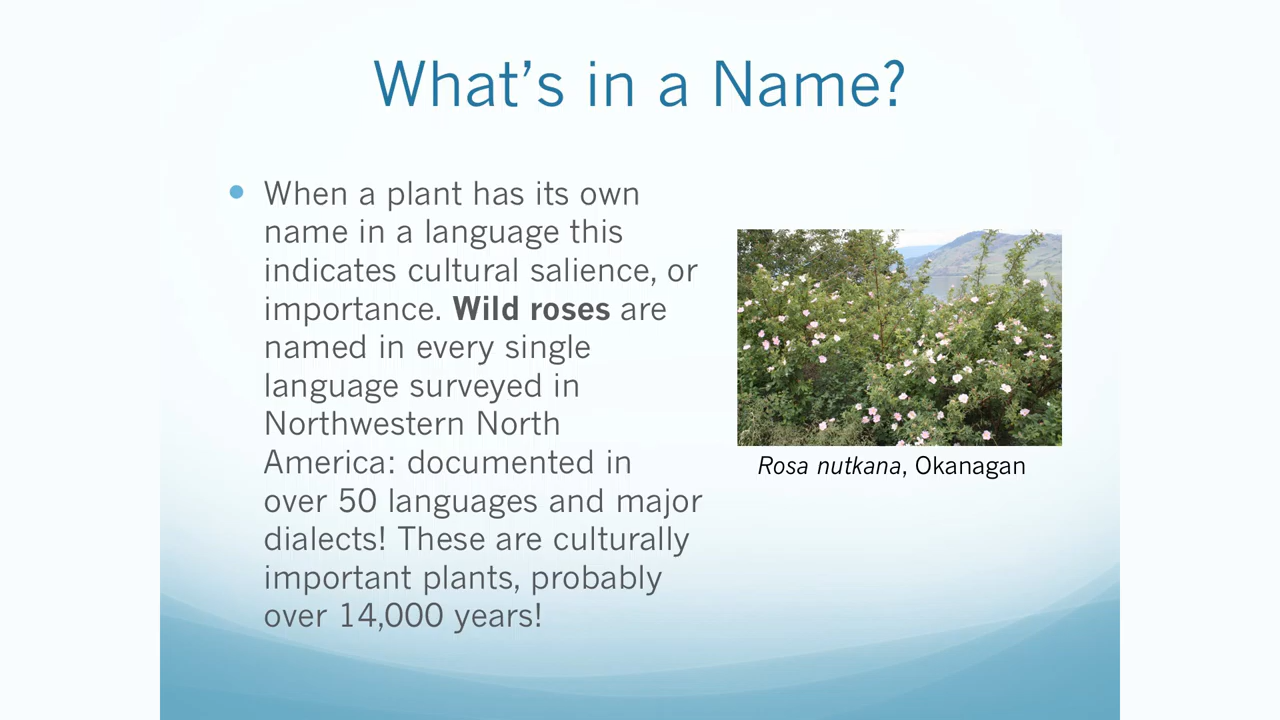 What’s in a Name?
When a plant has its own
name in a language this
indicates cultural salience, or
importance. Wild roses are
named in every single
language surveyed in
Northwestern North
America: documented in
over 50 languages and major
dialects! These are culturally
important plants, probably
over 14,000 years!
Rosa nutkana, Okanagan